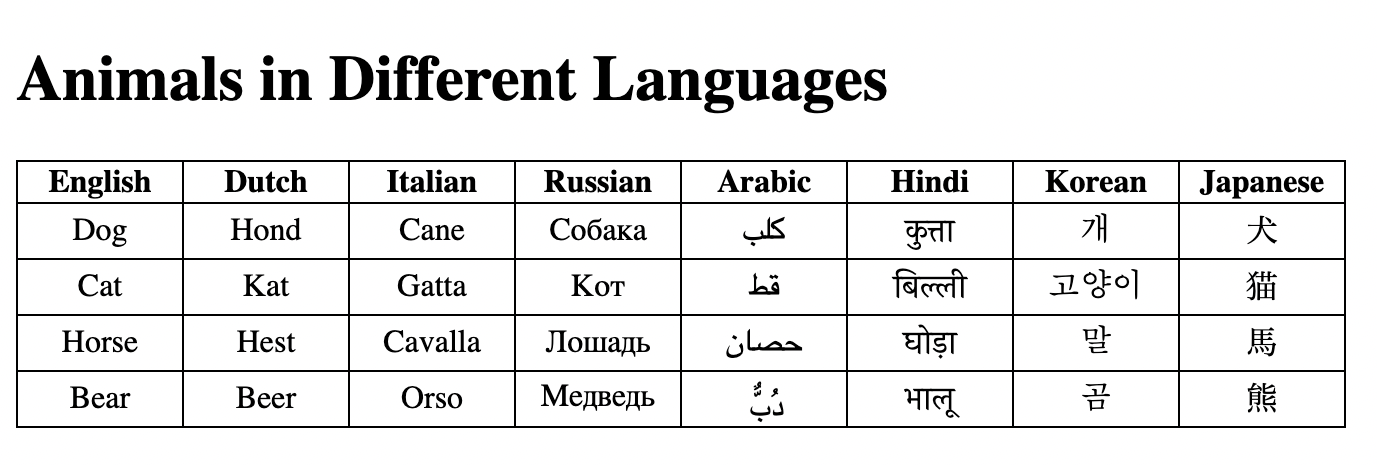 Animals in Different Languages
English Dutch Italian Russian Arabic Hindi Korean Japanese
Dog Hond Cane Собака كلب कुत्ता 개 犬
Cat Kat Gatta Кот قط बिल्ली 고양이 猫
Horse Hest Cavalla Лошадь حصان घोड़ा 말 馬
Bear Beer Orso Медведь دُبٌّ भालू 곰 熊